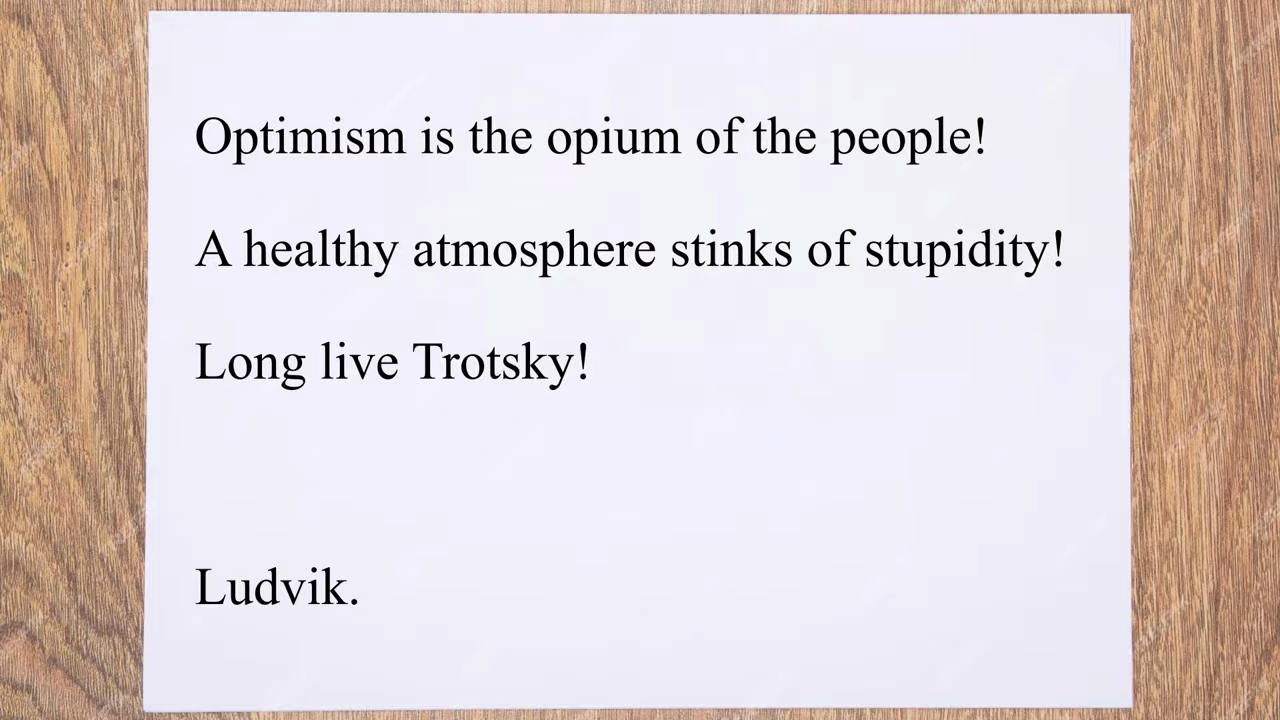 Optimism is the opium of the people!
A healthy atmosphere stinks of stupidity!
Long live Trotsky!
Ludvik.